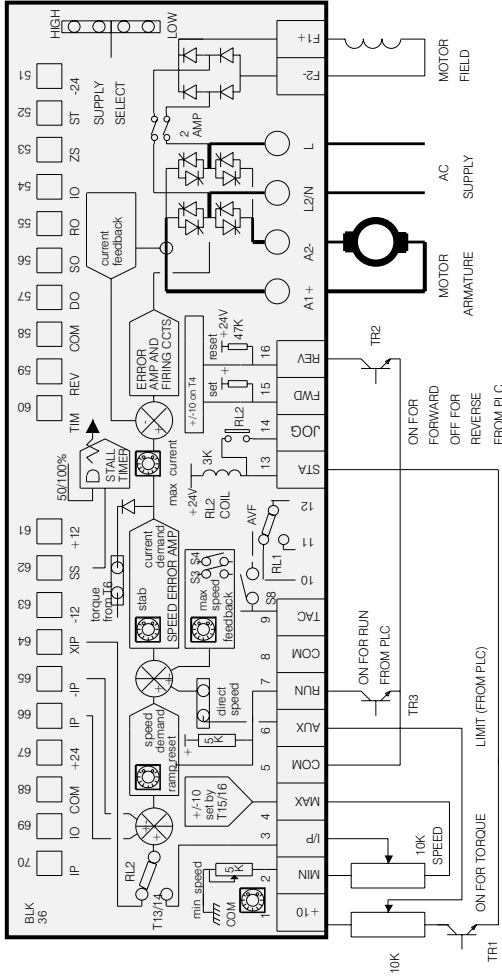 BLK
36
70
69
68
67
66
65
64
63
62
61
60
59
58
57
56
55
54
53
52
51
IP
IO
COM
+24
IP
-IP
XIP
-12
SS
+12
TIM
REV
COM
DO
SO
RO
IO
ZS
ST
-24
HIGH
LOW
SUPPLY
SELECT
50/100%
STALL
TIMER
current
feedback
torque
from T6
RL2
T13/14
speed
demand
ramp reset
stab
current
demand
SPEED ERROR AMP
max current
ERROR
AMP AND
FIRING CCTS
2
AMP
min speed
COM
5
K
+/-10
set by
T15/16
5
K
direct
speed
max
speed
feedback
S3 S4
S8
AVF
RL1
+24V
RL2
COIL
3K
RL2
+/-10 on T4
set
reset
+24V
47K
1
2
3
4
5
6
7
8
9
10
11
12
13
14
15
16
+10
MIN
I/P
MAX
COM
AUX
RUN
COM
TAC
STA
JOG
FWD
REV
A1+
A2-
L2/N
L
F2-
F1+
10K
10K
SPEED
TR1
ON FOR TORQUE
LIMIT (FROM PLC)
TR3
ON FOR RUN
FROM PLC
TR2
ON FOR
FORWARD
OFF FOR
REVERSE
FROM PLC
MOTOR
ARMATURE
AC
SUPPLY
MOTOR
FIELD